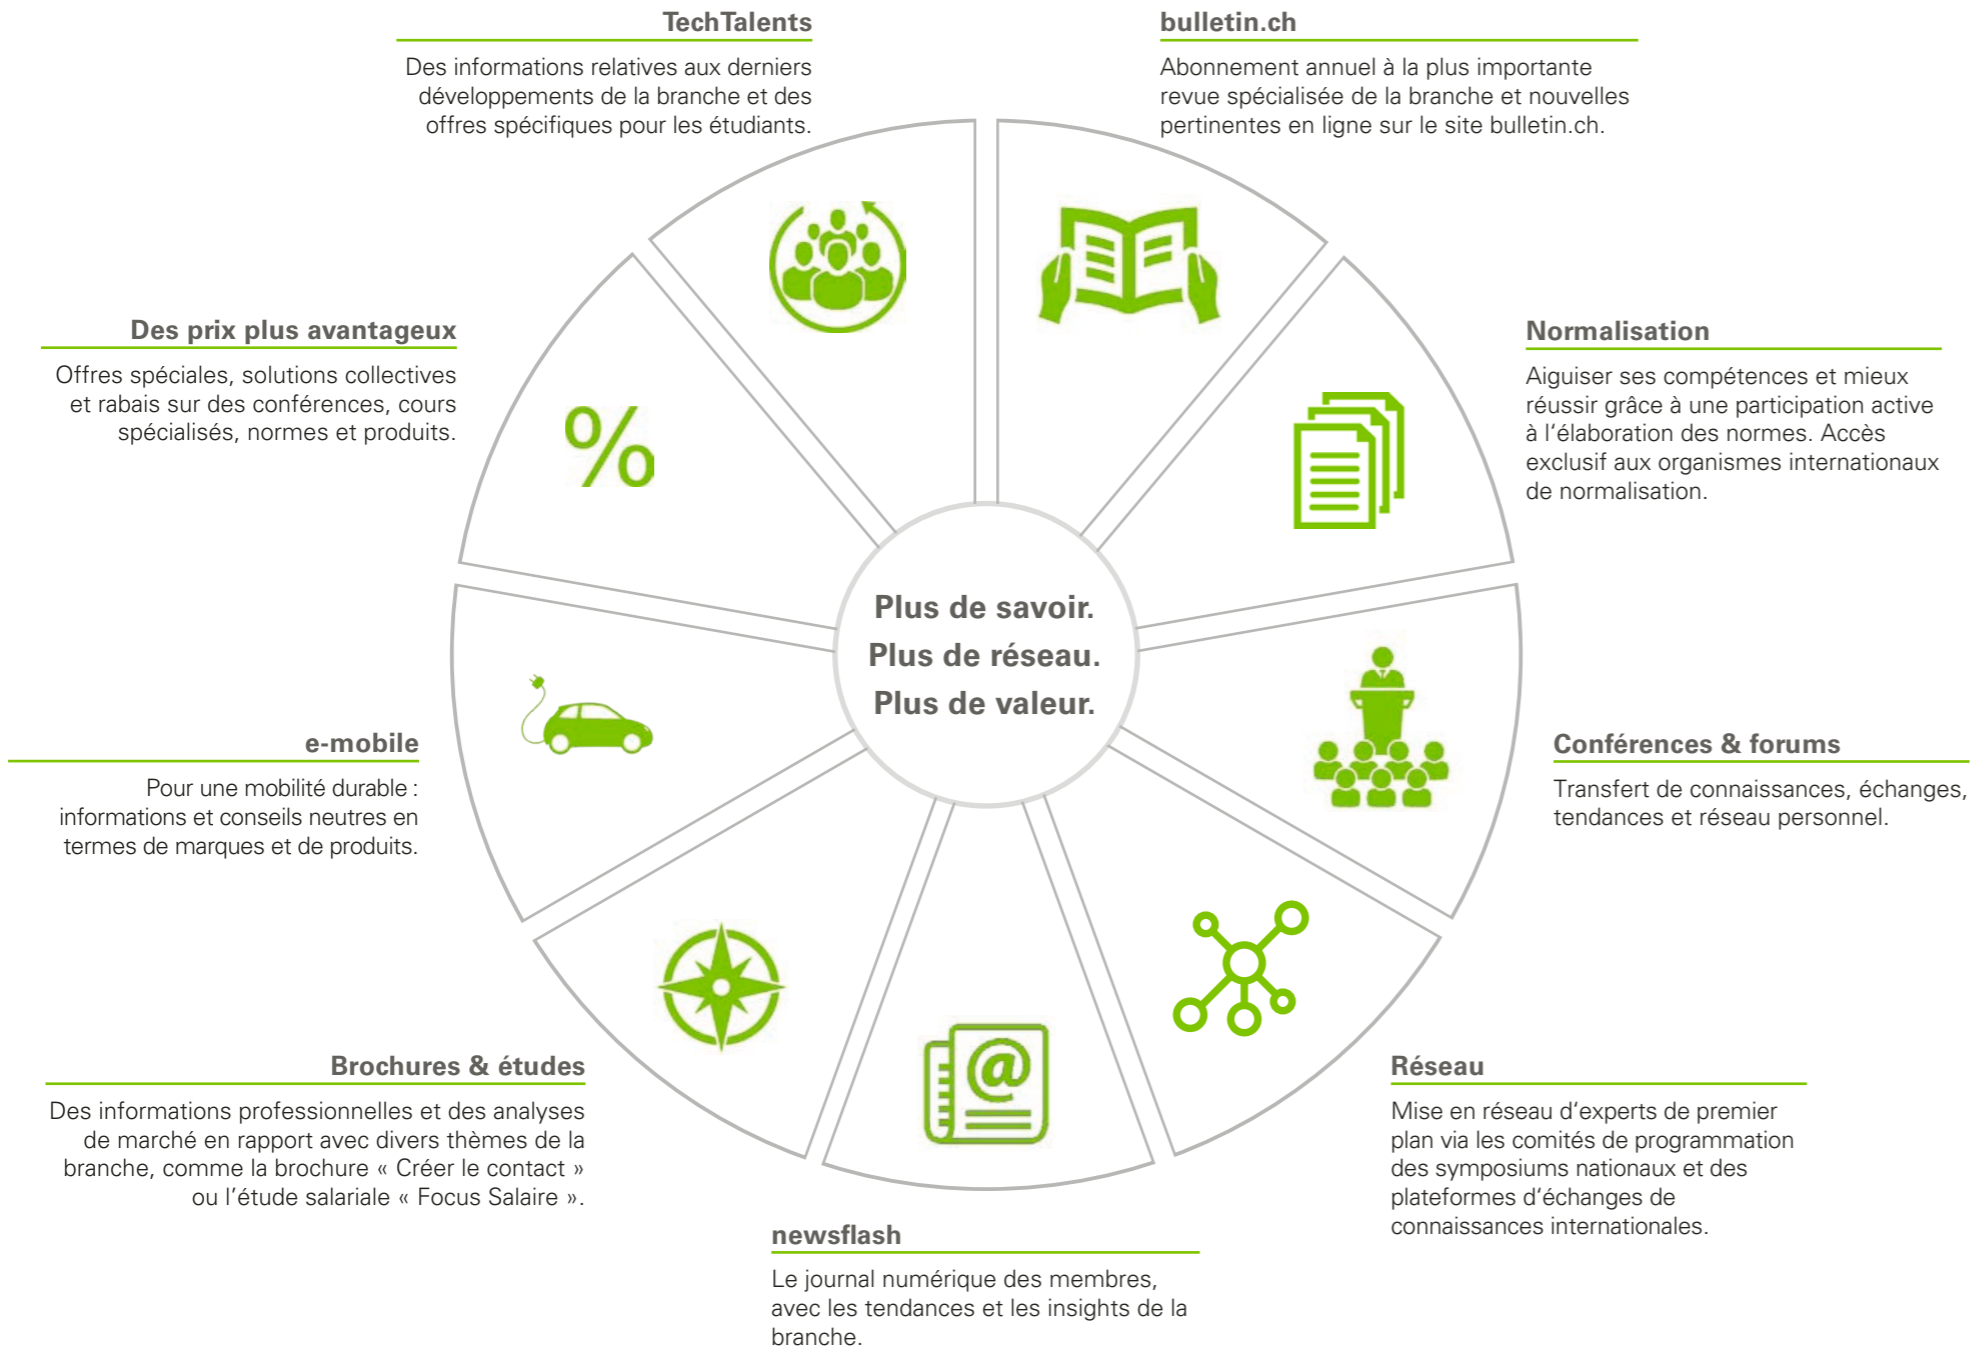 TechTalents
Des informations relatives aux derniers
développements de la branche et des
offres spécifiques pour les étudiants.
bulletin.ch
Abonnement annuel à la plus importante
revue spécialisée de la branche et nouvelles
pertinentes en ligne sur le site bulletin.ch.
Des prix plus avantageux
Offres spéciales, solutions collectives
et rabais sur des conférences, cours
spécialisés, normes et produits.
%
Normalisation
Aiguiser ses compétences et mieux
réussir grâce à une participation active
à l'élaboration des normes. Accès
exclusif aux organismes internationaux
de normalisation.
Plus de savoir.
Plus de réseau.
Plus de valeur.
e-mobile
Pour une mobilité durable :
informations et conseils neutres en
termes de marques et de produits.
Conférences & forums
Transfert de connaissances, échanges,
tendances et réseau personnel.
Brochures & études
Des informations professionnelles et des analyses
de marché en rapport avec divers thèmes de la
branche, comme la brochure « Créer le contact »
ou l'étude salariale « Focus Salaire ».
@
Réseau
Mise en réseau d'experts de premier
plan via les comités de programmation
des symposiums nationaux et des
plateformes d'échanges de
connaissances internationales.
newsflash
Le journal numérique des membres,
avec les tendances et les insights de la
branche.